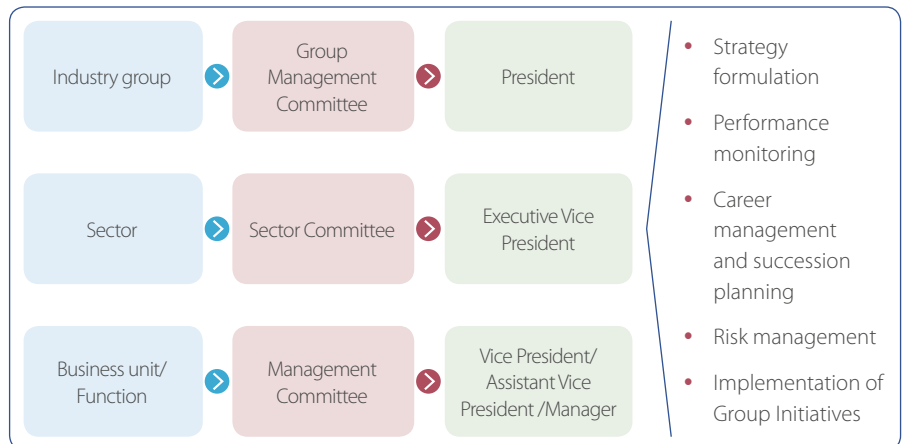 Industry group
Group
Management
Committee
President
Sector
Sector Committee
Executive Vice
President
Business unit/
Function
Management
Committee
Vice President/
Assistant Vice
President /Manager
• Strategy
formulation
• Performance
monitoring
• Career
management
and succession
planning
• Risk management
• Implementation of
Group Initiatives